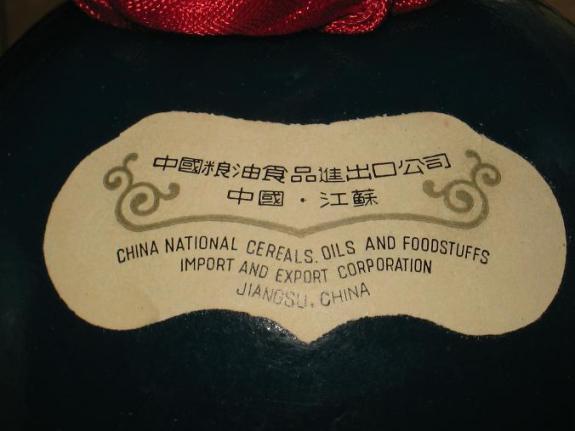 中國粮油食品進出口公司
中國·江蘇
CHINA NATIONAL CEREALS. OILS AND FOODSTUFFS
IMPORT AND EXPORT CORPORATION
JIANGSU, CHINA